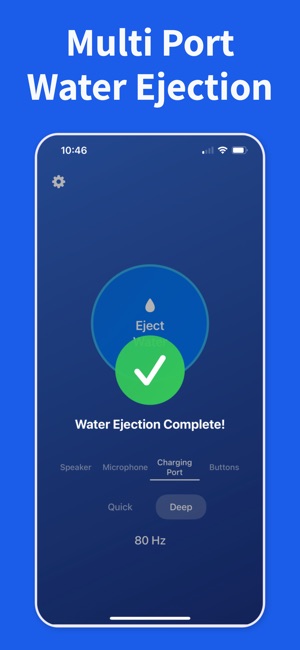 Multi Port
Water Ejection
10:46
Eject
Water Ejection Complete!
Speaker Microphone Charging Port Buttons
Quick Deep
80 Hz